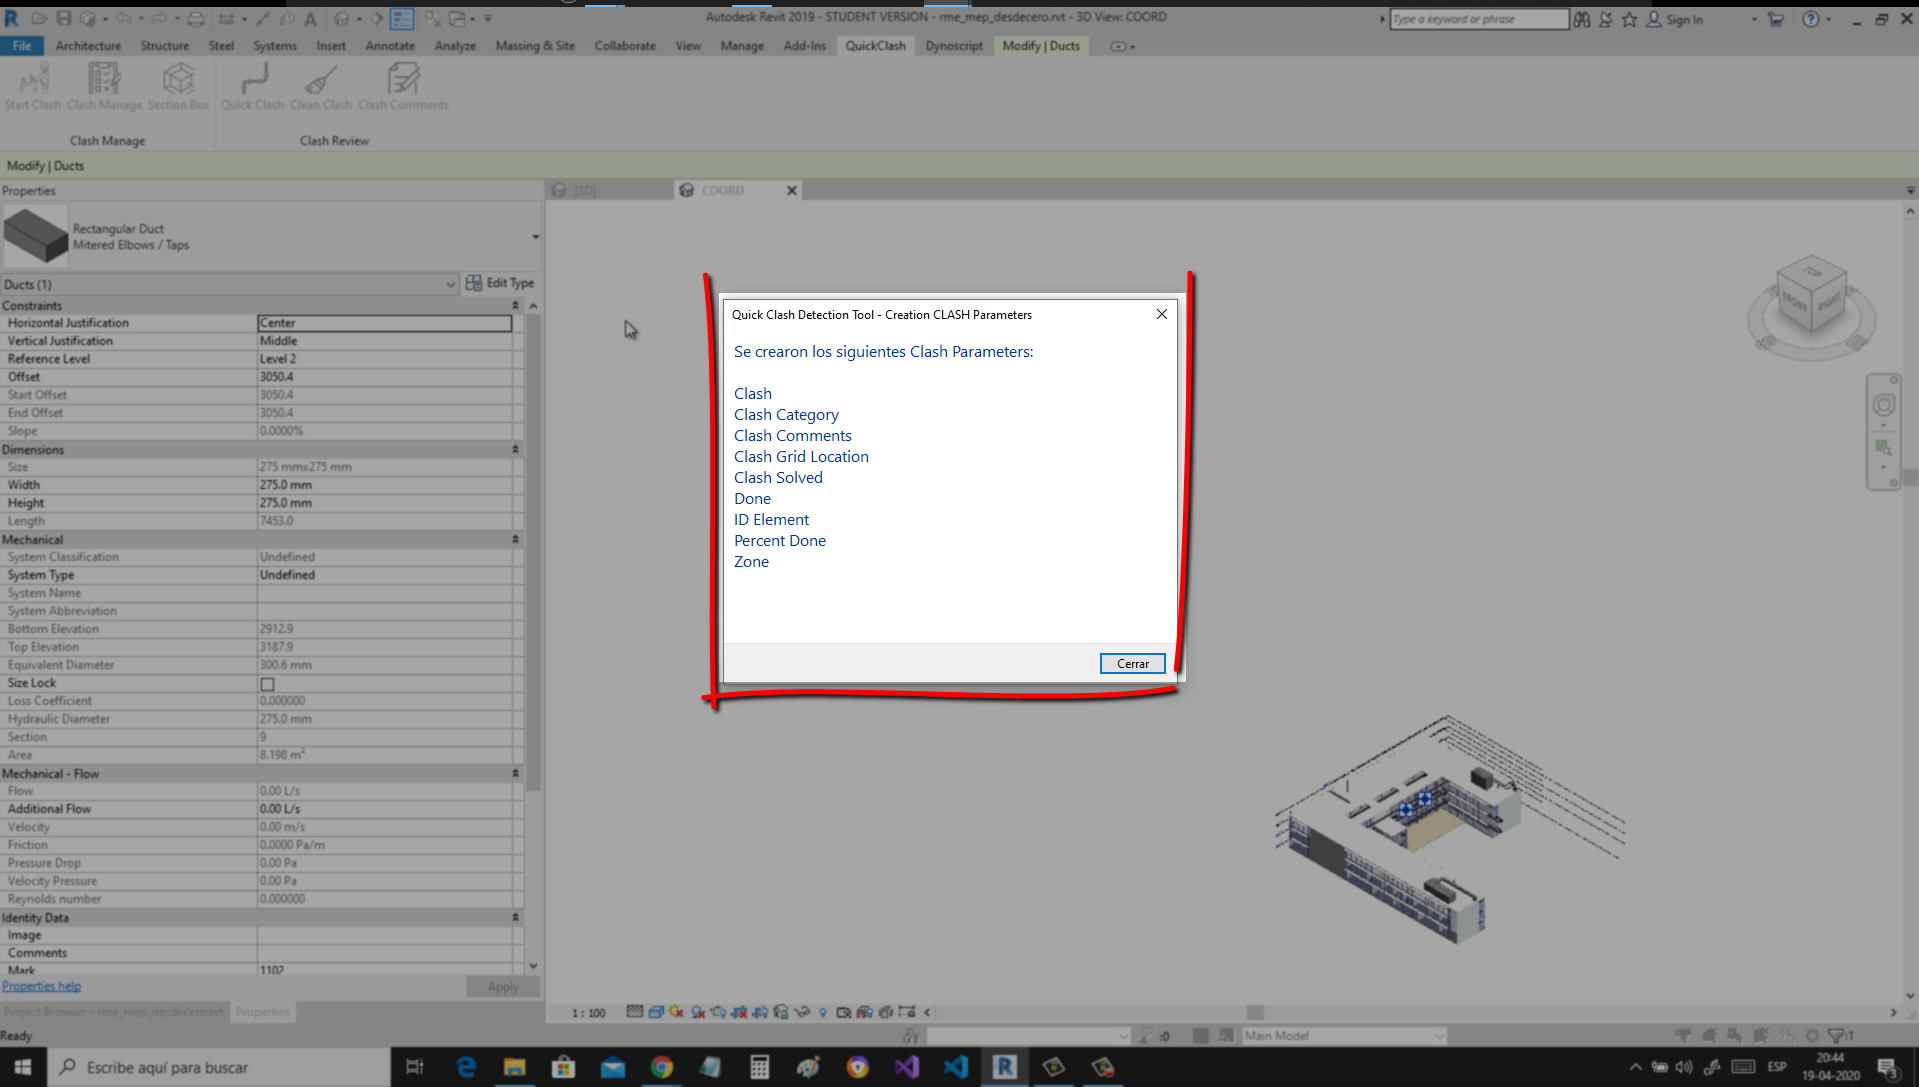 Autodesk Revit 2019 - STUDENT VERSION - rme_mep_desdecero.rvt - 3D View: COORD
Type a keyword or phrase
Sign In
File Architecture Structure Steel Systems Insert Annotate Analyze Massing & Site Collaborate View Manage Add-Ins QuickClash Dynoscript Modify | Ducts
Start Clash Clash Manage Section Box Quick Clash Clean Clash Clash Comments
Clash Manage Clash Review
Modify | Ducts
Properties
{3D} COORD
Rectangular Duct
Mitered Elbows / Taps
Ducts (1) Edit Type
Constraints
Horizontal Justification Center
Vertical Justification Middle
Reference Level Level 2
Offset 3050.4
Start Offset 3050.4
End Offset 3050.4
Slope 0.0000%
Dimensions
Size 275 mmx275 mm
Width 275.0 mm
Height 275.0 mm
Length 7453.0
Mechanical
System Classification Undefined
System Type Undefined
System Name
System Abbreviation
Bottom Elevation 2912.9
Top Elevation 3187.9
Equivalent Diameter 300.6 mm
Size Lock
Loss Coefficient 0.000000
Hydraulic Diameter 275.0 mm
Section 9
Area 8.198 m²
Mechanical - Flow
Flow 0.00 L/s
Additional Flow 0.00 L/s
Velocity 0.00 m/s
Friction 0.0000 Pa/m
Pressure Drop 0.00 Pa
Velocity Pressure 0.00 Pa
Reynolds number 0.000000
Identity Data
Image
Comments
Mark 1102
Properties help Apply
Project Browser - rme_mep_desdecero.rvt Properties
Ready
Quick Clash Detection Tool - Creation CLASH Parameters
Se crearon los siguientes Clash Parameters:
Clash
Clash Category
Clash Comments
Clash Grid Location
Clash Solved
Done
ID Element
Percent Done
Zone
Cerrar
TOP
FRONT
RIGHT
1 : 100
:0
Main Model
:1
Escribe aquí para buscar
ESP
20:44
19-04-2020
3